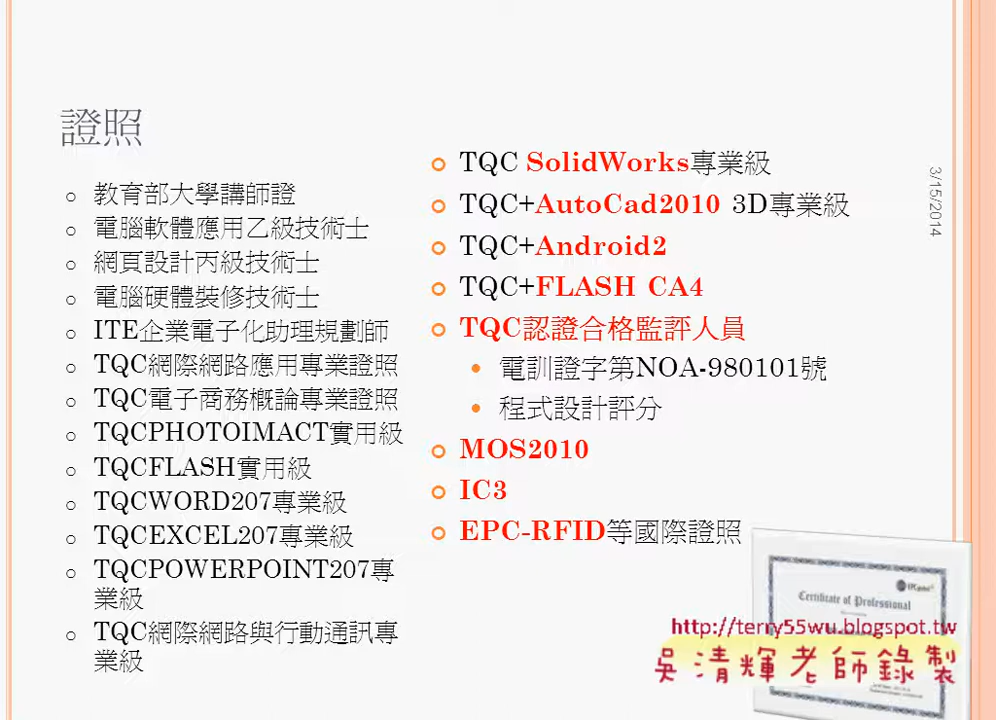 證照
教育部大學講師證
電腦軟體應用乙級技術士
網頁設計丙級技術士
電腦硬體裝修技術士
ITE企業電子化助理規劃師
TQC網際網路應用專業證照
TQC電子商務概論專業證照
TQCPHOTOIMACT實用級
TQCFLASH實用級
TQCWORD207專業級
TQCEXCEL207專業級
TQCPOWERPOINT207專
業級
TQC網際網路與行動通訊專
業級
TQC SolidWorks專業級
TQC+AutoCad2010 3D專業級
TQC+Android2
TQC+FLASH CA4
TQC認證合格監評人員
電訓證字第NOA-980101號
程式設計評分
MOS2010
IC3
EPC-RFID等國際證照
3/15/2014
Certificate of Professional
http://terry55wu.blogspot.tw
吳清輝老師錄製